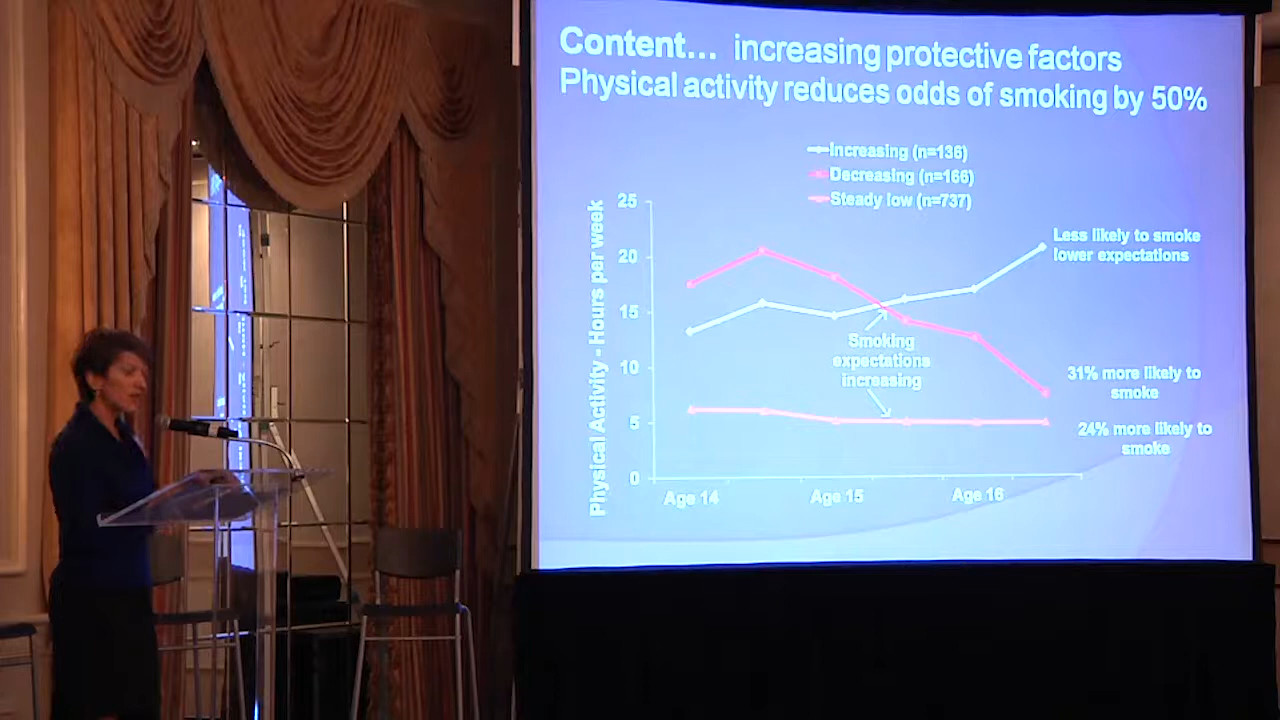 Content... increasing protective factors
Physical activity reduces odds of smoking by 50%
Increasing (n=136)
Decreasing (n=166)
Steady low (n=737)
Physical Activity - Hours per week
25
20
15
10
5
0
Less likely to smoke
lower expectations
Smoking
expectations
increasing
31% more likely to
smoke
24% more likely to
smoke
Age 14
Age 15
Age 16